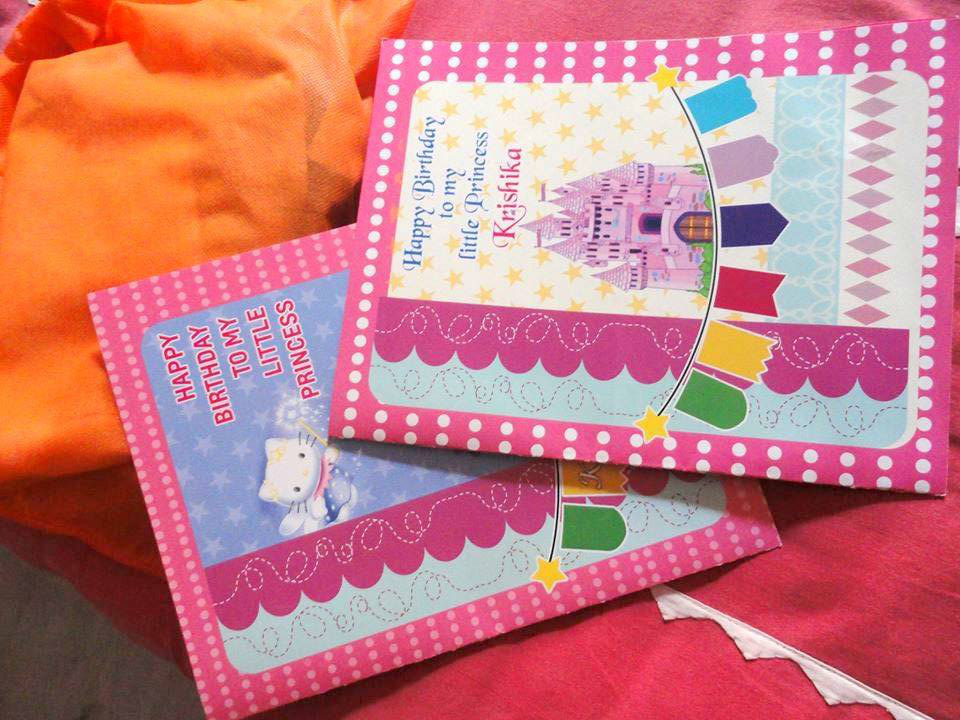 Happy Birthday
to my
little Princess
Krishika
HAPPY
BIRTHDAY
TO MY
LITTLE
PRINCESS
K